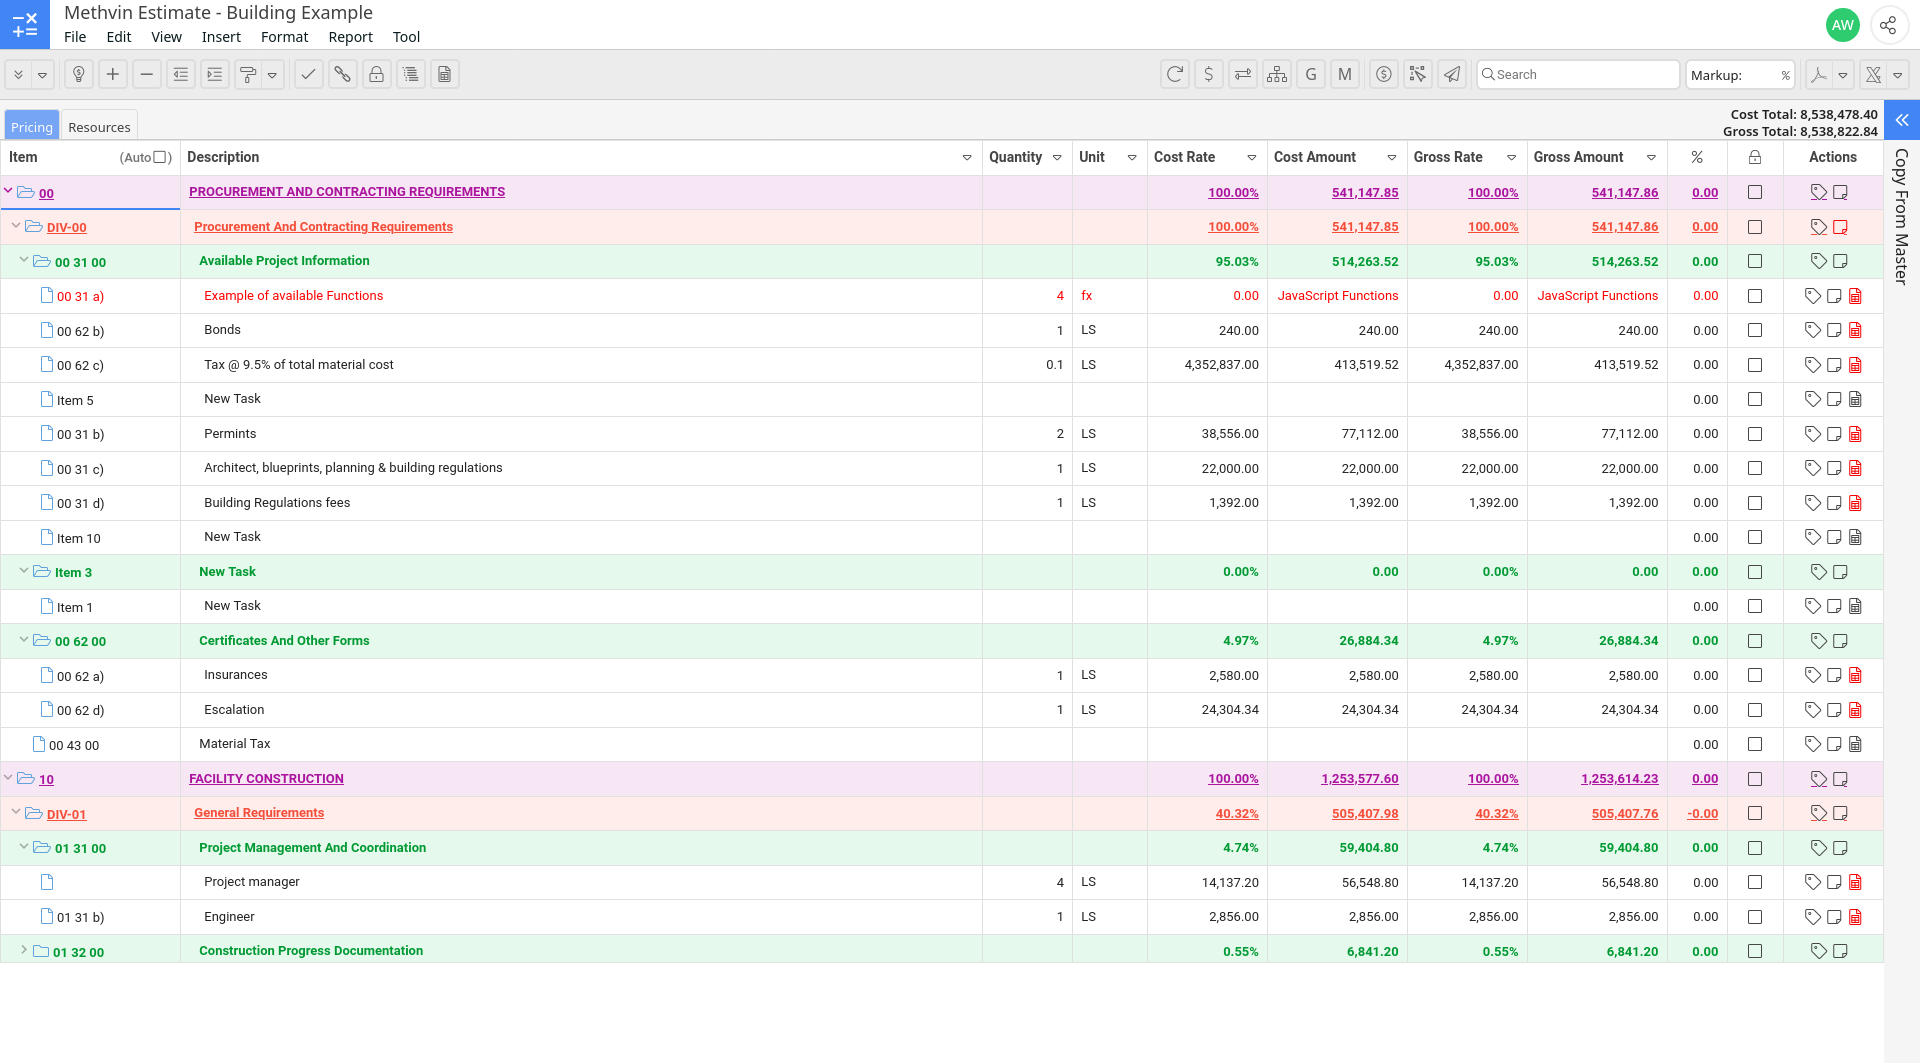 Methvin Estimate - Building Example
AW
File Edit View Insert Format Report Tool
$ G M $ Search Markup: %
Pricing Resources
Cost Total: 8,538,478.40
Gross Total: 8,538,822.84
Item (Auto ) Description Quantity Unit Cost Rate Cost Amount Gross Rate Gross Amount % Actions
Copy From Master
00 PROCUREMENT AND CONTRACTING REQUIREMENTS 100.00% 541,147.85 100.00% 541,147.86 0.00
DIV-00 Procurement And Contracting Requirements 100.00% 541,147.85 100.00% 541,147.86 0.00
00 31 00 Available Project Information 95.03% 514,263.52 95.03% 514,263.52 0.00
00 31 a) Example of available Functions 4 fx 0.00 JavaScript Functions 0.00 JavaScript Functions 0.00
00 62 b) Bonds 1 LS 240.00 240.00 240.00 240.00 0.00
00 62 c) Tax @ 9.5% of total material cost 0.1 LS 4,352,837.00 413,519.52 4,352,837.00 413,519.52 0.00
Item 5 New Task 0.00
00 31 b) Permints 2 LS 38,556.00 77,112.00 38,556.00 77,112.00 0.00
00 31 c) Architect, blueprints, planning & building regulations 1 LS 22,000.00 22,000.00 22,000.00 22,000.00 0.00
00 31 d) Building Regulations fees 1 LS 1,392.00 1,392.00 1,392.00 1,392.00 0.00
Item 10 New Task 0.00
Item 3 New Task 0.00% 0.00 0.00% 0.00 0.00
Item 1 New Task 0.00
00 62 00 Certificates And Other Forms 4.97% 26,884.34 4.97% 26,884.34 0.00
00 62 a) Insurances 1 LS 2,580.00 2,580.00 2,580.00 2,580.00 0.00
00 62 d) Escalation 1 LS 24,304.34 24,304.34 24,304.34 24,304.34 0.00
00 43 00 Material Tax 0.00
10 FACILITY CONSTRUCTION 100.00% 1,253,577.60 100.00% 1,253,614.23 0.00
DIV-01 General Requirements 40.32% 505,407.98 40.32% 505,407.76 -0.00
01 31 00 Project Management And Coordination 4.74% 59,404.80 4.74% 59,404.80 0.00
Project manager 4 LS 14,137.20 56,548.80 14,137.20 56,548.80 0.00
01 31 b) Engineer 1 LS 2,856.00 2,856.00 2,856.00 2,856.00 0.00
01 32 00 Construction Progress Documentation 0.55% 6,841.20 0.55% 6,841.20 0.00